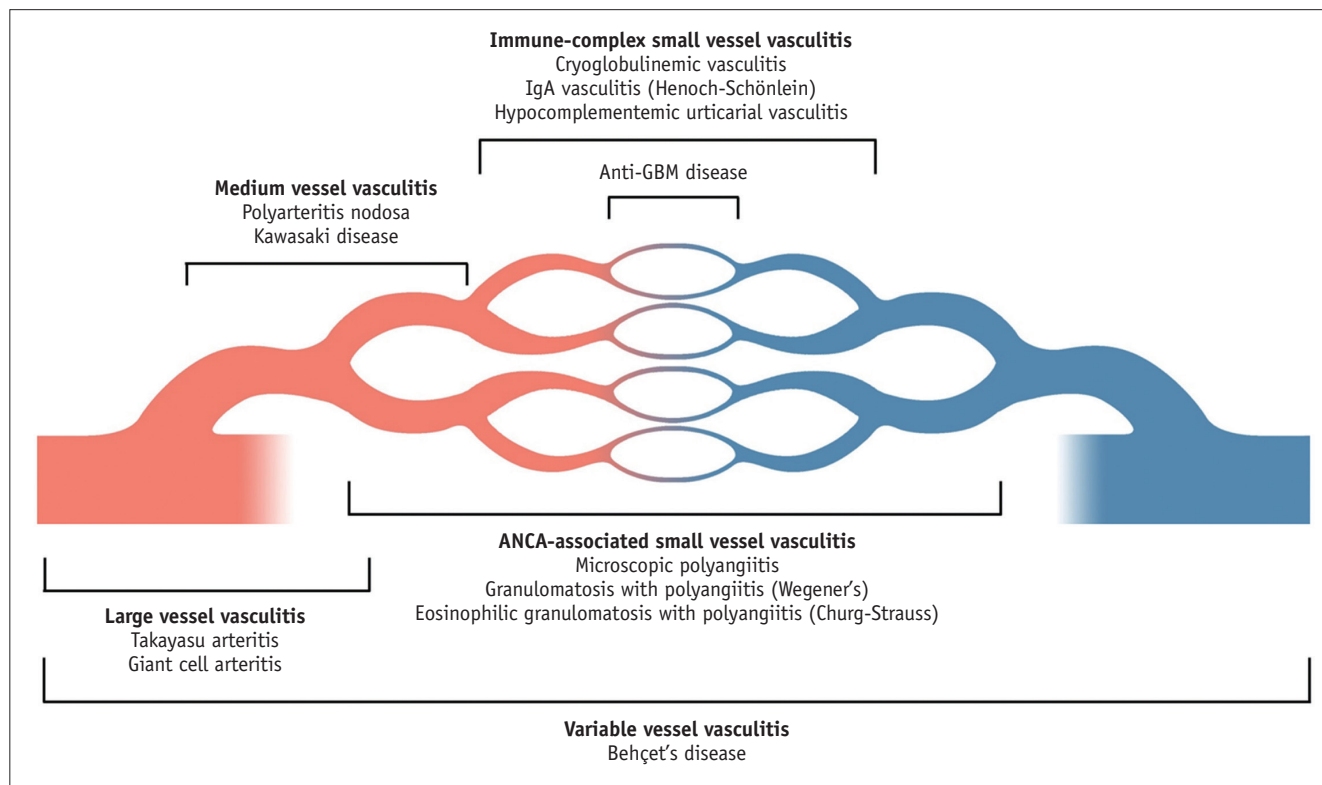 Immune-complex small vessel vasculitis
Cryoglobulinemic vasculitis
IgA vasculitis (Henoch-Schönlein)
Hypocomplementemic urticarial vasculitis
Anti-GBM disease
Medium vessel vasculitis
Polyarteritis nodosa
Kawasaki disease
ANCA-associated small vessel vasculitis
Microscopic polyangiitis
Granulomatosis with polyangiitis (Wegener's)
Eosinophilic granulomatosis with polyangiitis (Churg-Strauss)
Large vessel vasculitis
Takayasu arteritis
Giant cell arteritis
Variable vessel vasculitis
Behçet's disease